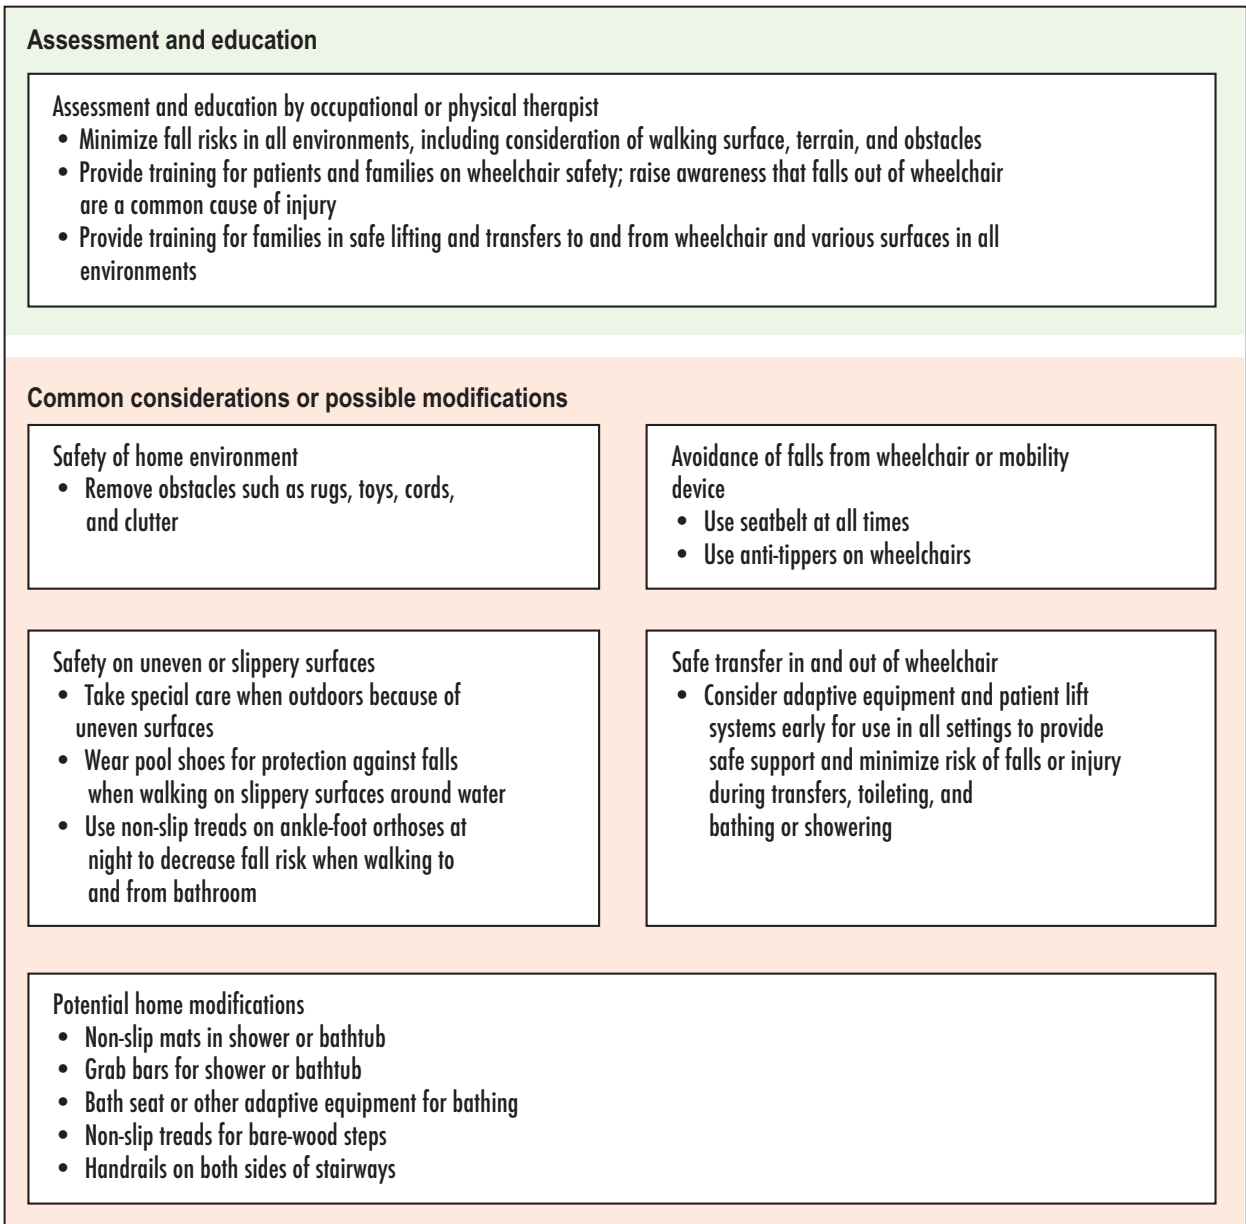 Assessment and education
Assessment and education by occupational or physical therapist
• Minimize fall risks in all environments, including consideration of walking surface, terrain, and obstacles
• Provide training for patients and families on wheelchair safety; raise awareness that falls out of wheelchair
are a common cause of injury
• Provide training for families in safe lifting and transfers to and from wheelchair and various surfaces in all
environments
Common considerations or possible modifications
Safety of home environment
• Remove obstacles such as rugs, toys, cords,
and clutter
Avoidance of falls from wheelchair or mobility
device
• Use seatbelt at all times
• Use anti-tippers on wheelchairs
Safety on uneven or slippery surfaces
• Take special care when outdoors because of
uneven surfaces
• Wear pool shoes for protection against falls
when walking on slippery surfaces around water
• Use non-slip treads on ankle-foot orthoses at
night to decrease fall risk when walking to
and from bathroom
Safe transfer in and out of wheelchair
• Consider adaptive equipment and patient lift
systems early for use in all settings to provide
safe support and minimize risk of falls or injury
during transfers, toileting, and
bathing or showering
Potential home modifications
• Non-slip mats in shower or bathtub
• Grab bars for shower or bathtub
• Bath seat or other adaptive equipment for bathing
• Non-slip treads for bare-wood steps
• Handrails on both sides of stairways